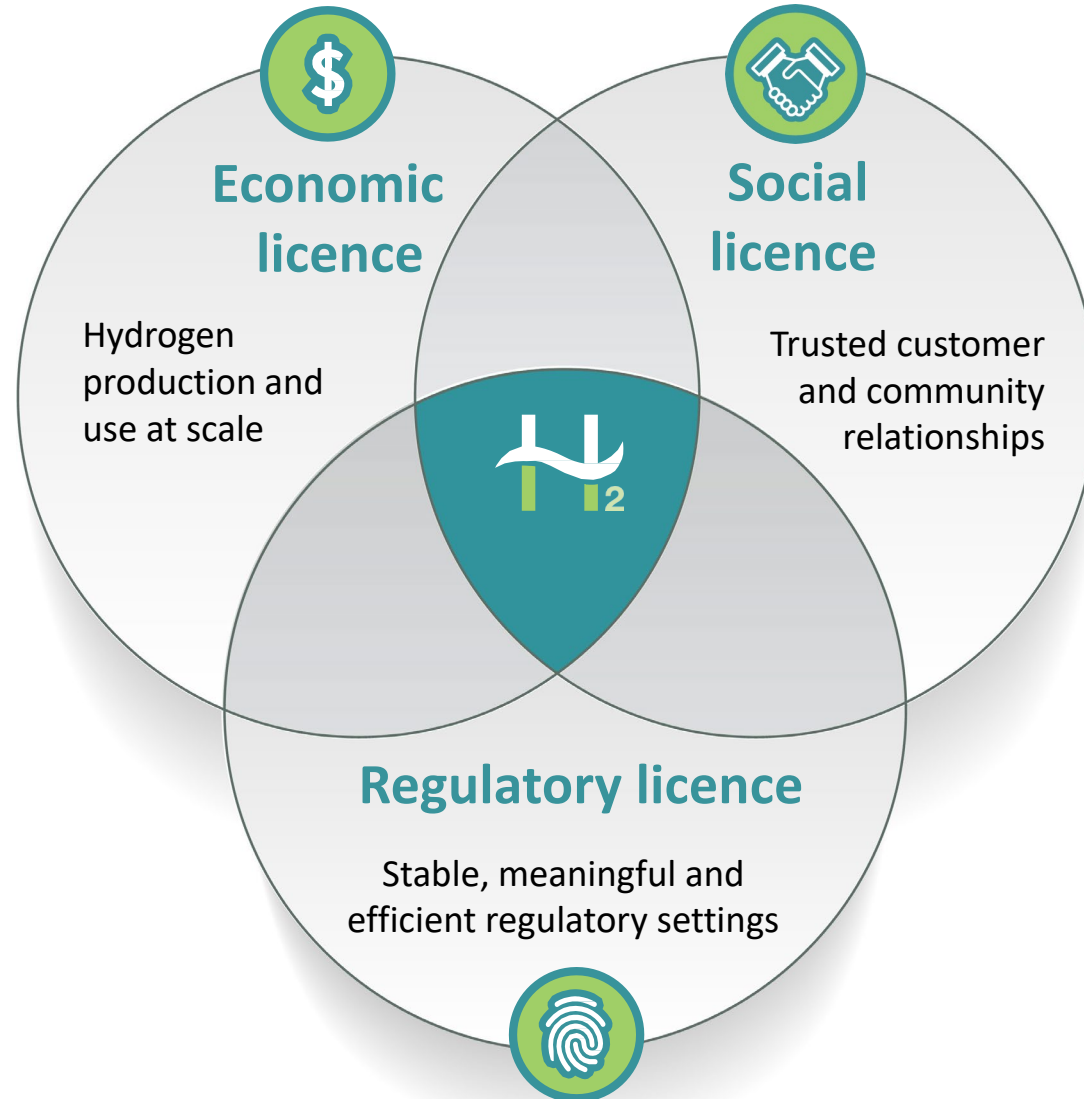 $
Economic
licence
Hydrogen
production and
use at scale
Social
licence
Trusted customer
and community
relationships
H2
Regulatory licence
Stable, meaningful and
efficient regulatory settings